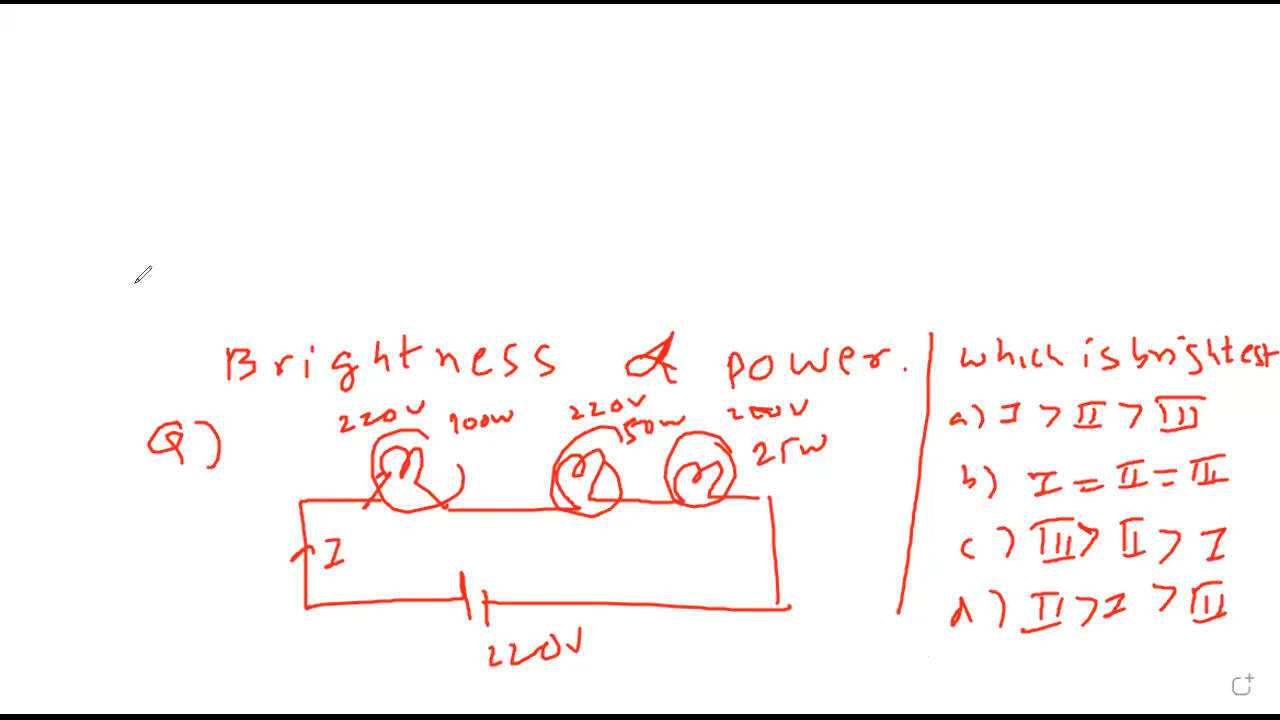 Brightness & power.
which is brightest
Q)
220V 100W
220V 50W
220V 25W
I
220V
a) I > II > III
b) I = II = III
c) III > II > I
d) II > I > III